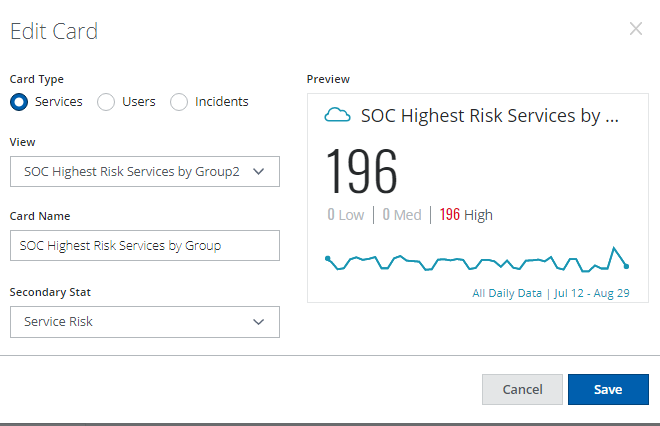 Edit Card
Card Type
Services Users Incidents
View
SOC Highest Risk Services by Group2
Card Name
SOC Highest Risk Services by Group
Secondary Stat
Service Risk
Preview
SOC Highest Risk Services by ...
196
0 Low | 0 Med | 196 High
All Daily Data | Jul 12 - Aug 29
Cancel Save